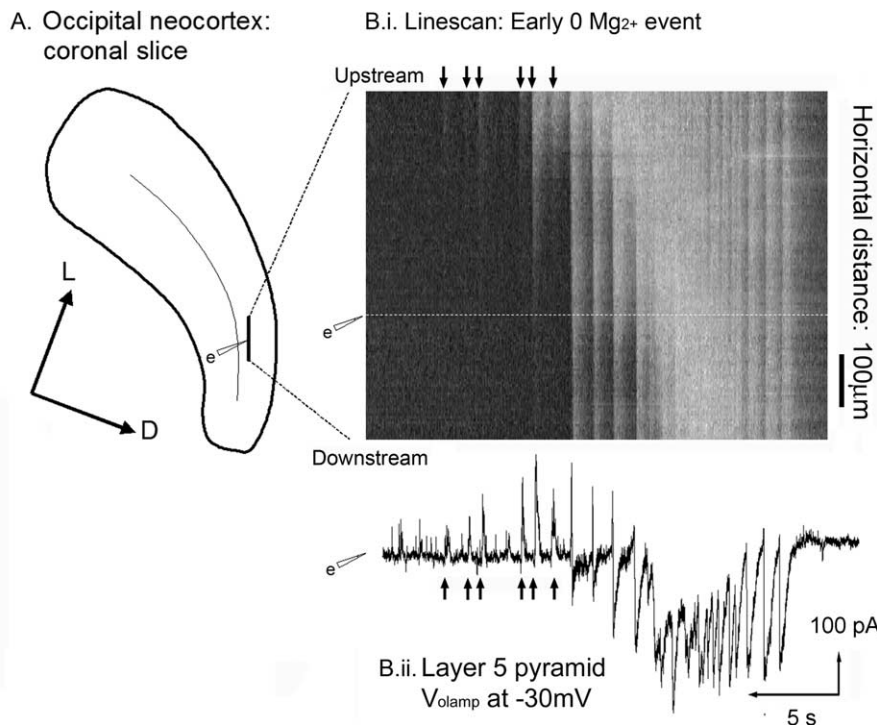 A. Occipital neocortex:
coronal slice
B.i. Linescan: Early 0 Mg2+ event
Upstream
Horizontal distance: 100μm
L
e
D
e
Downstream
e
100 pA
B.ii. Layer 5 pyramid
Volamp at -30mV
5 s